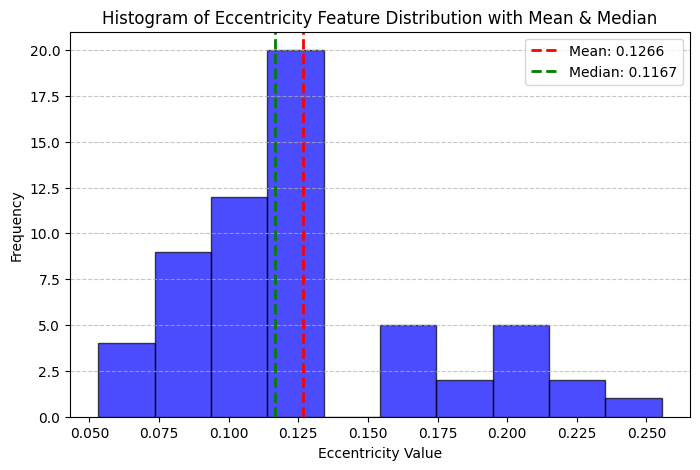 Histogram of Eccentricity Feature Distribution with Mean & Median
Mean: 0.1266
Median: 0.1167
Frequency
20.0
17.5
15.0
12.5
10.0
7.5
5.0
2.5
0.0
0.050 0.075 0.100 0.125 0.150 0.175 0.200 0.225 0.250
Eccentricity Value